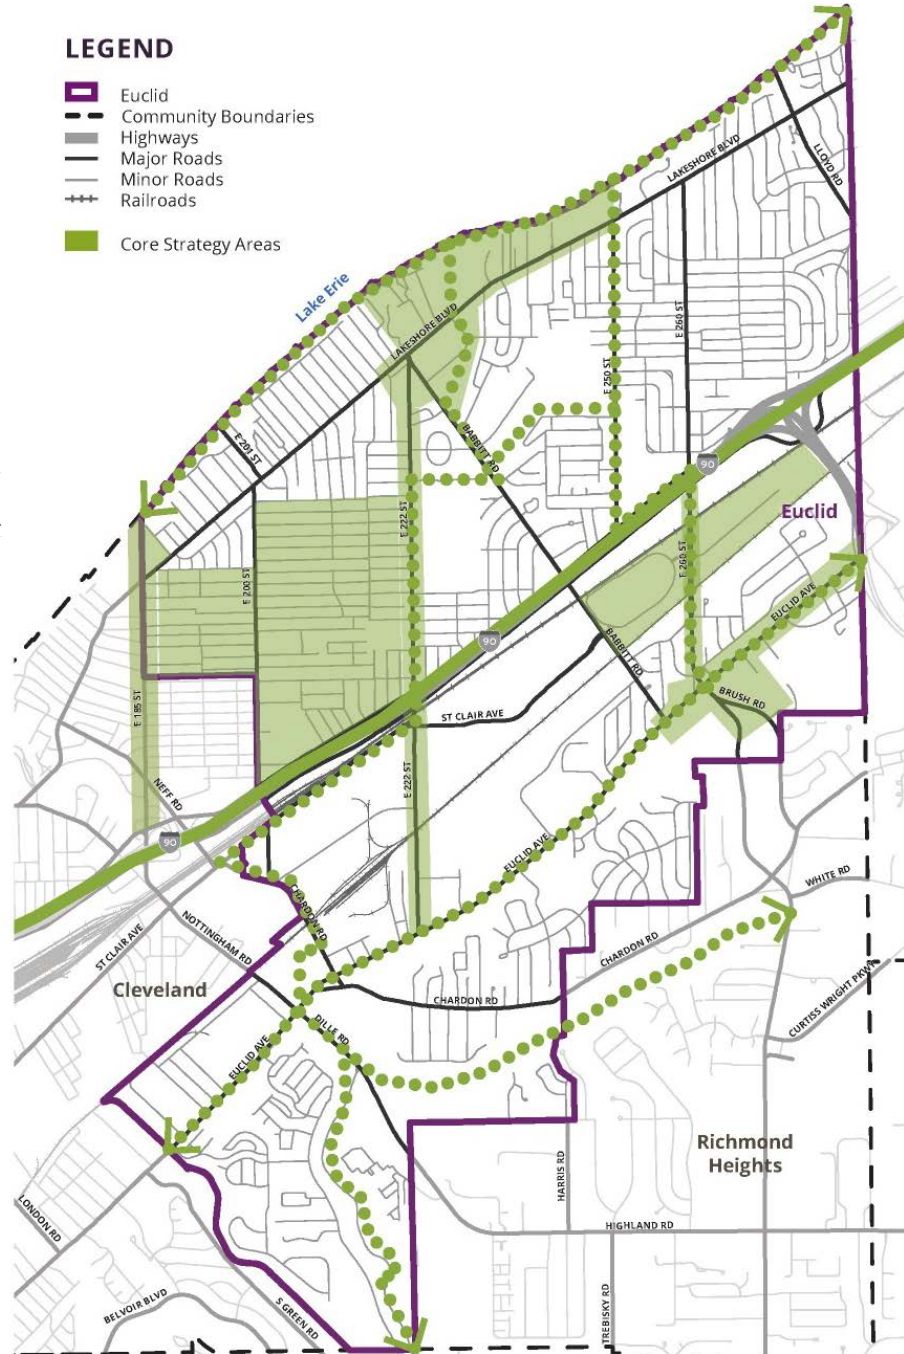 LEGEND
Euclid
Community Boundaries
Highways
Major Roads
Minor Roads
Railroads
Core Strategy Areas
Lake Erie
LAKESHORE BLVD
LLOYD RD
LAKESHORE BLVD
E 260 ST
E 250 ST
E 201 ST
BABBITT RD
90
Euclid
E 222 ST
E 200 ST
E 260 ST
EUCLID AVE
90
BABBITT RD
E 185 ST
BRUSH RD
ST CLAIR AVE
E 222 ST
NEFF RD
90
EUCLID AVE
WHITE RD
CHARDON RD
NOTTINGHAM RD
ST CLAIR AVE
CHARDON RD
Cleveland
CHARDON RD
CURTISS WRIGHT PKWY
DILLE RD
EUCLID AVE
Richmond
Heights
HARRIS RD
LONDON RD
HIGHLAND RD
BELVOIR BLVD
S GREEN RD
TREBISKY RD